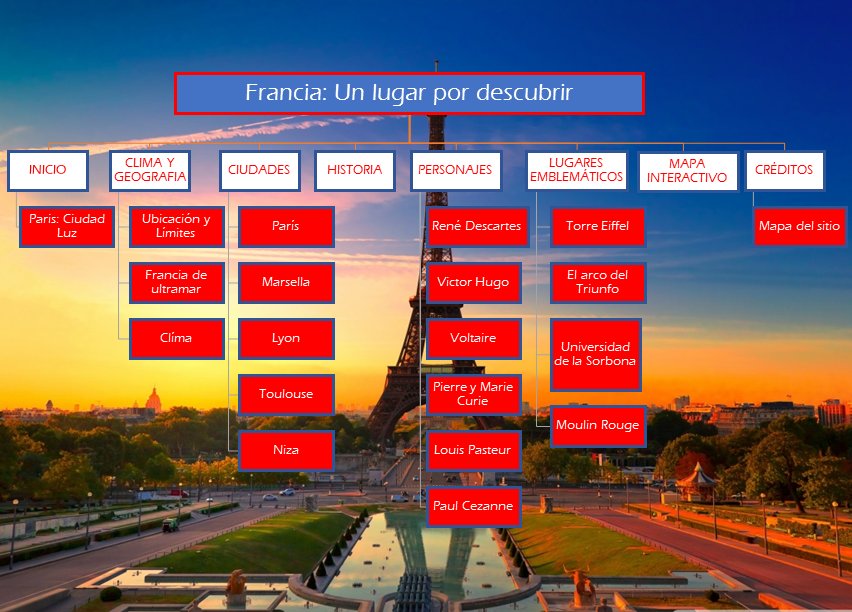 Francia: Un lugar por descubrir
INICIO
CLIMA Y
GEOGRAFIA
CIUDADES
HISTORIA
PERSONAJES
LUGARES
EMBLEMÁTICOS
MAPA
INTERACTIVO
CRÉDITOS
Paris: Ciudad
Luz
Ubicación y
Límites
Francia de
ultramar
Clíma
París
Marsella
Lyon
Toulouse
Niza
René Descartes
Victor Hugo
Voltaire
Pierre y Marie
Curie
Louis Pasteur
Paul Cezanne
Torre Eiffel
El arco del
Triunfo
Universidad
de la Sorbona
Moulin Rouge
Mapa del sitio